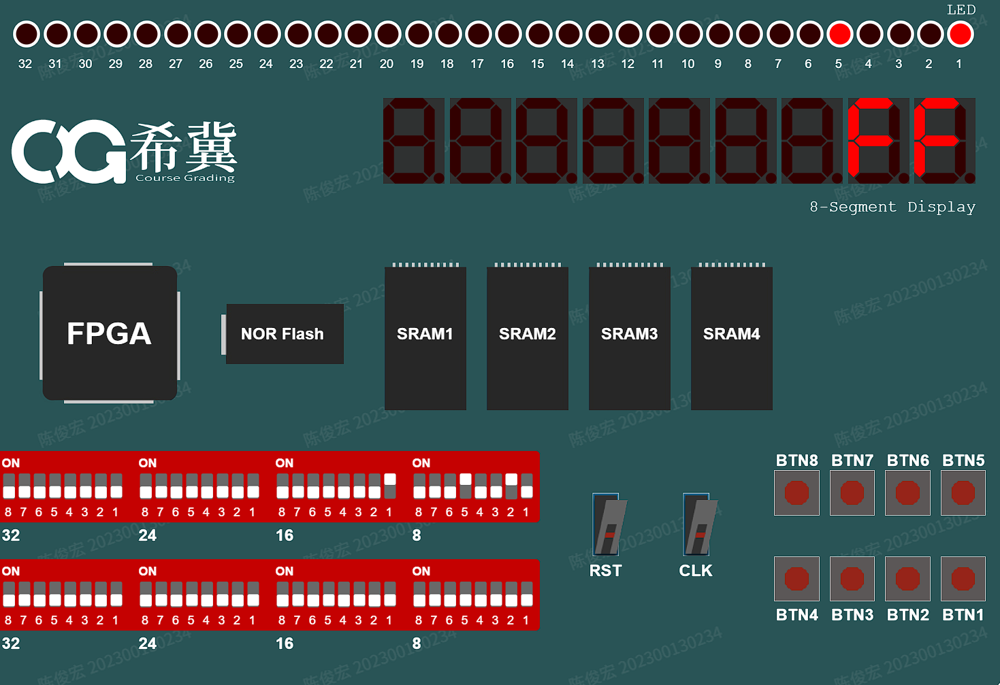 LED
32 31 30 29 28 27 26 25 24 23 22 21 20 19 18 17 16 15 14 13 12 11 10 9 8 7 6 5 4 3 2 1
希冀
Course Grading
FF
8-Segment Display
FPGA
NOR Flash
SRAM1 SRAM2 SRAM3 SRAM4
ON ON ON ON
8 7 6 5 4 3 2 1 8 7 6 5 4 3 2 1 8 7 6 5 4 3 2 1 8 7 6 5 4 3 2 1
32 24 16 8
ON ON ON ON
8 7 6 5 4 3 2 1 8 7 6 5 4 3 2 1 8 7 6 5 4 3 2 1 8 7 6 5 4 3 2 1
32 24 16 8
RST CLK
BTN8 BTN7 BTN6 BTN5
BTN4 BTN3 BTN2 BTN1
陈俊宏 202300130234